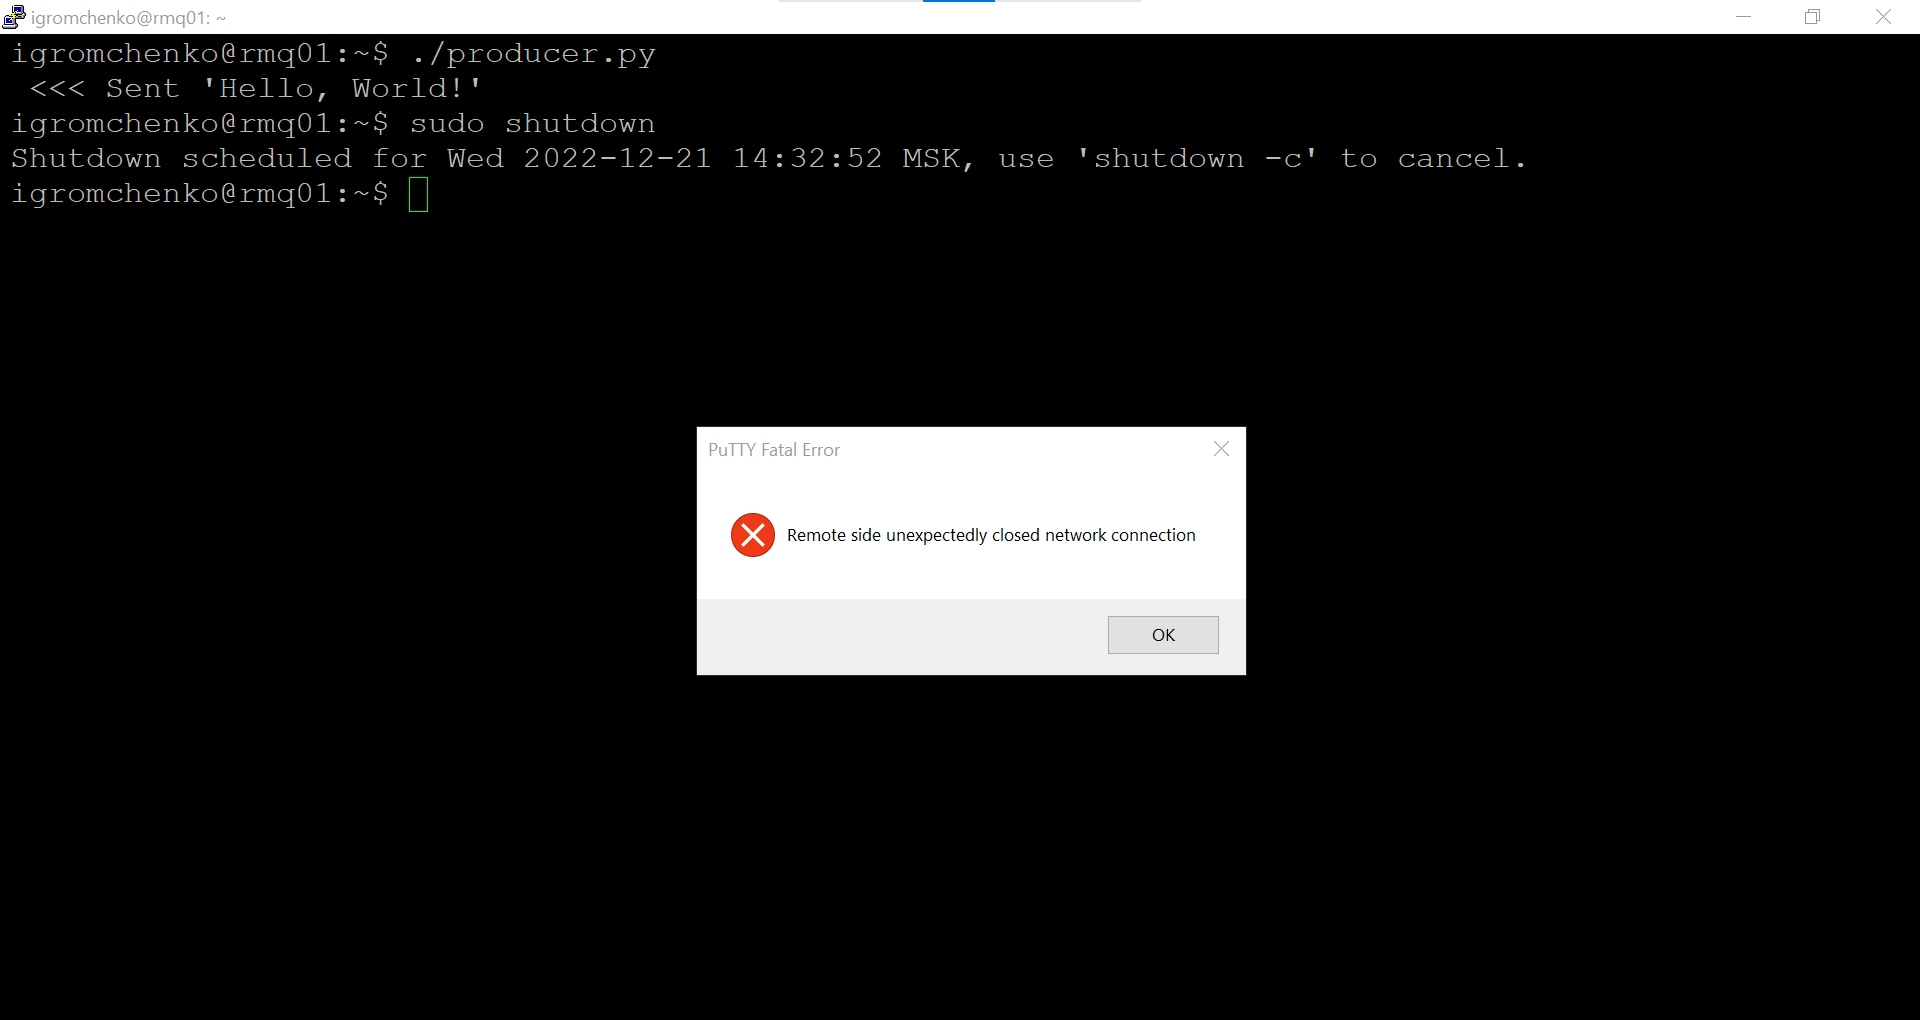 igromchenko@rmq01: ~
igromchenko@rmq01:~$ ./producer.py
 <<< Sent 'Hello, World!'
igromchenko@rmq01:~$ sudo shutdown
Shutdown scheduled for Wed 2022-12-21 14:32:52 MSK, use 'shutdown -c' to cancel.
igromchenko@rmq01:~$
PuTTY Fatal Error
Remote side unexpectedly closed network connection
OK